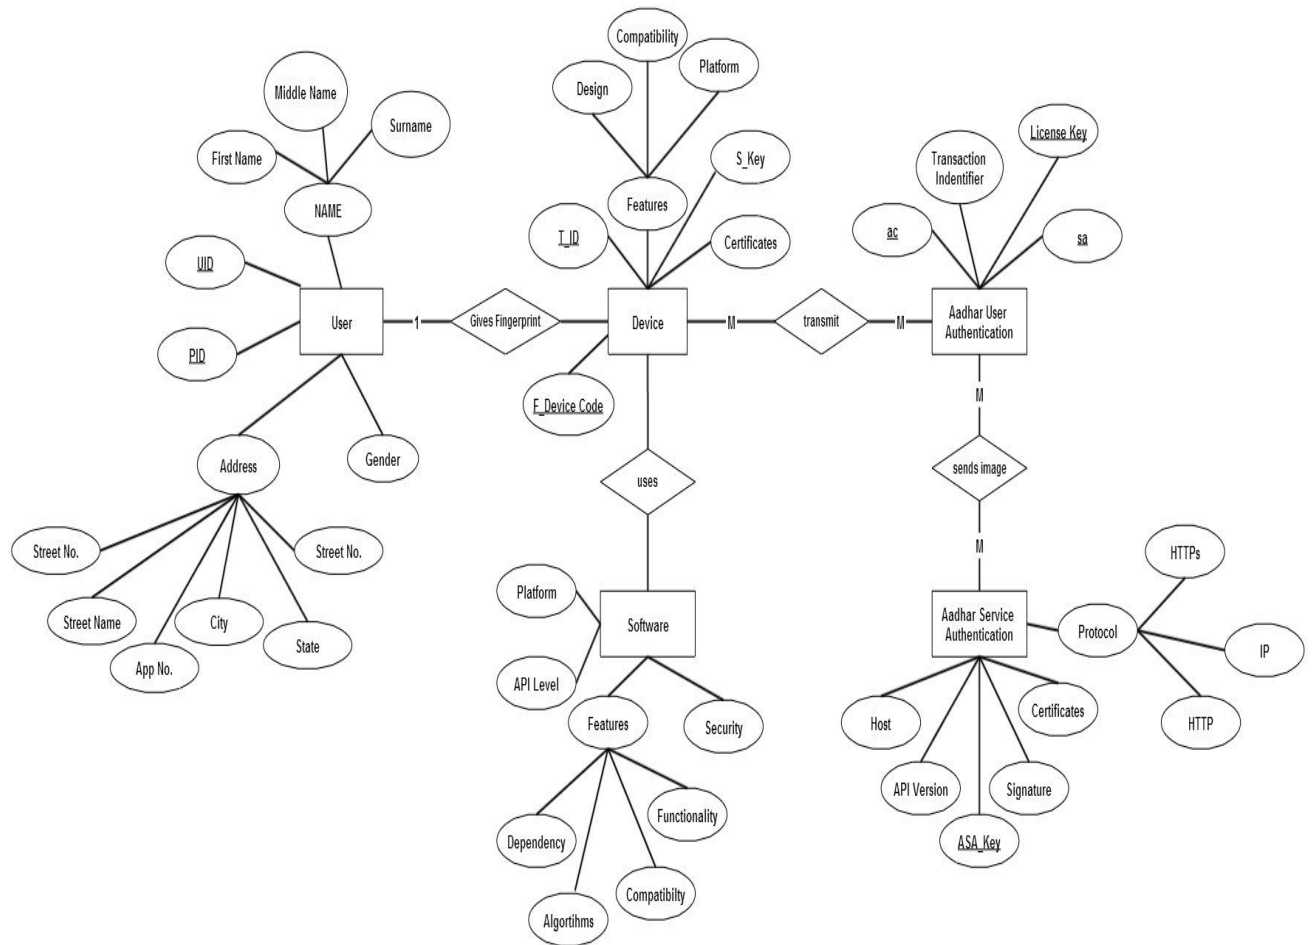 Compatibility
Platform
Design
Middle Name
Surname
First Name
NAME
License Key
Transaction
Indentifier
S_Key
Features
T_ID
Certificates
ac
sa
UID
PID
User
1
Gives Fingerprint
Device
M
transmit
M
Aadhar User
Authentication
F_Device Code
M
Address
Gender
uses
sends image
M
Street No.
Street No.
Street Name
City
State
App No.
Platform
API Level
Software
Features
Security
Dependency
Functionality
Compatibilty
Algortihms
Aadhar Service
Authentication
Protocol
HTTPs
IP
HTTP
Host
Certificates
API Version
Signature
ASA_Key